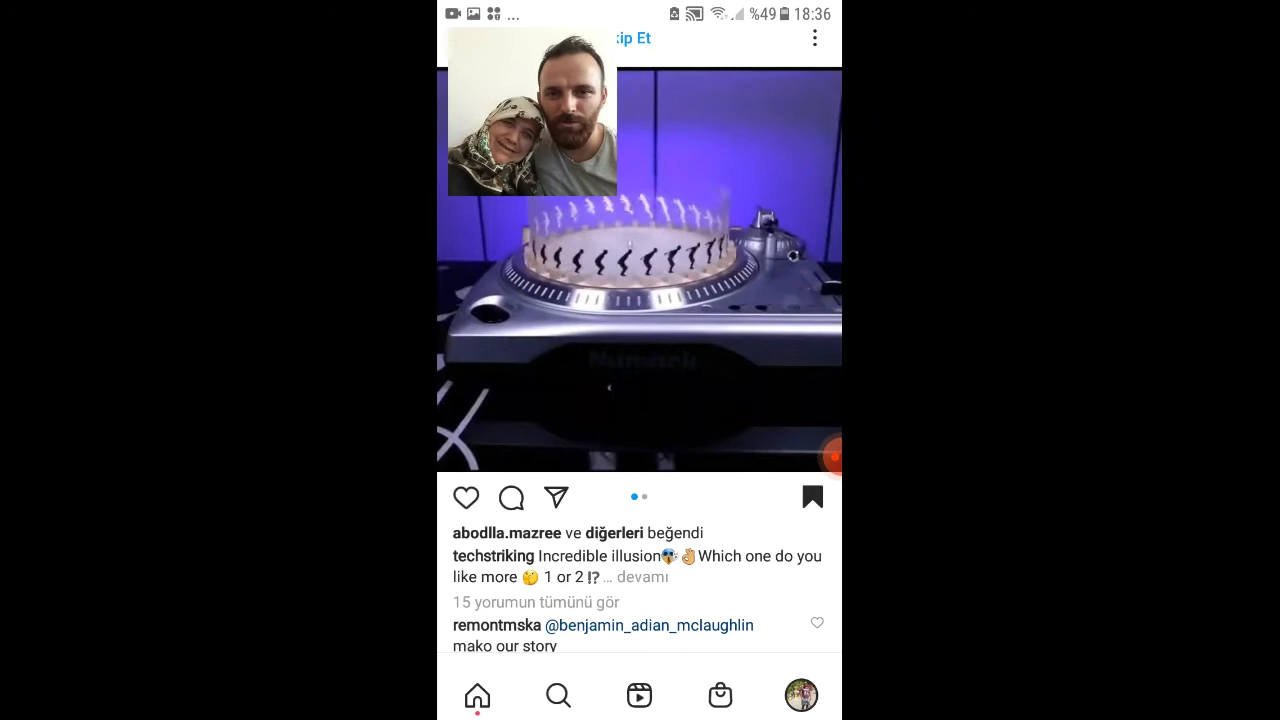 ... %49 18:36
kip Et
Numark
abodlla.mazree ve diğerleri beğendi
techstriking Incredible illusion😱👌🏼Which one do you
like more 🤔 1 or 2⁉️... devamı
15 yorumun tümünü gör
remontmska @benjamin_adian_mclaughlin
mako our story